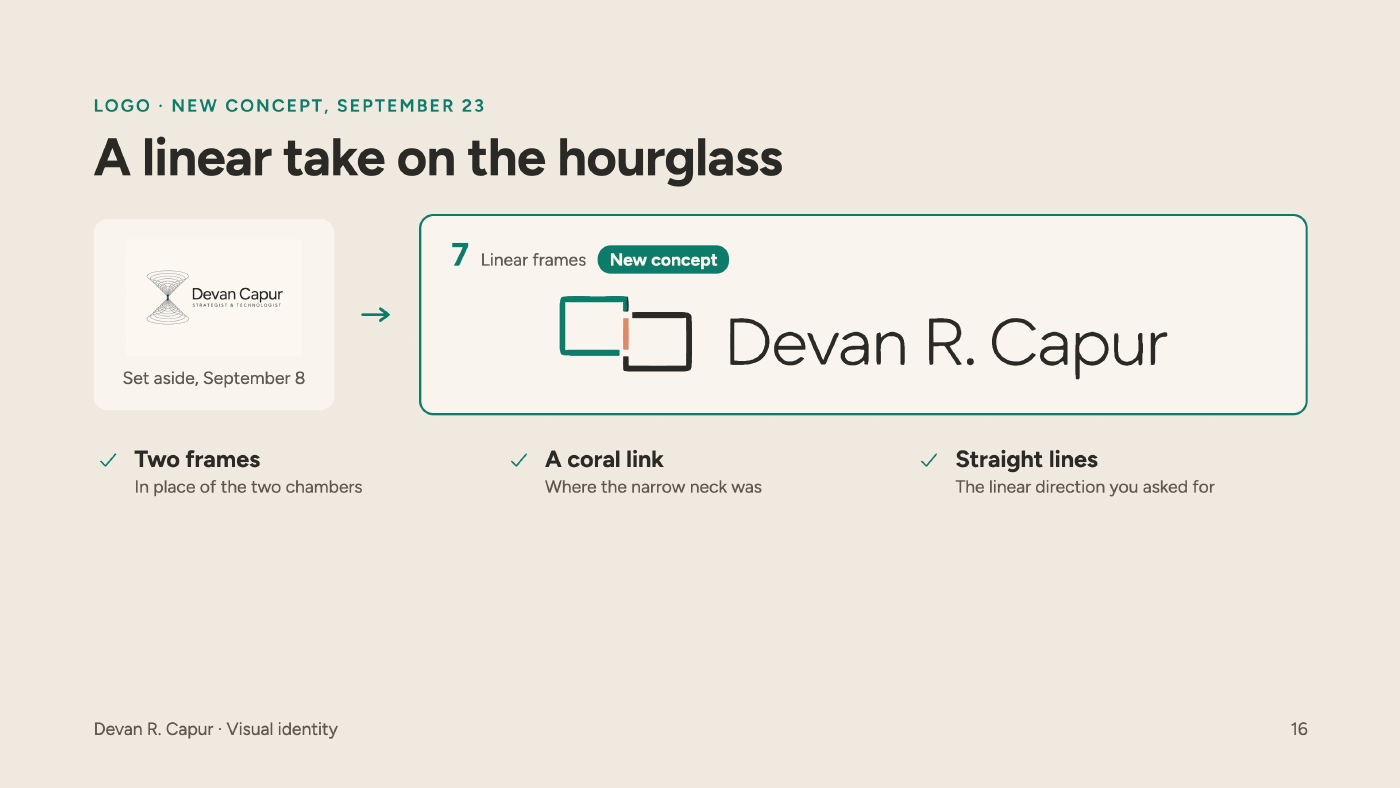 LOGO · NEW CONCEPT, SEPTEMBER 23
A linear take on the hourglass
Devan Capur
STRATEGIST & TECHNOLOGIST
Set aside, September 8
7 Linear frames New concept
Devan R. Capur
Two frames
In place of the two chambers
A coral link
Where the narrow neck was
Straight lines
The linear direction you asked for
Devan R. Capur · Visual identity
16